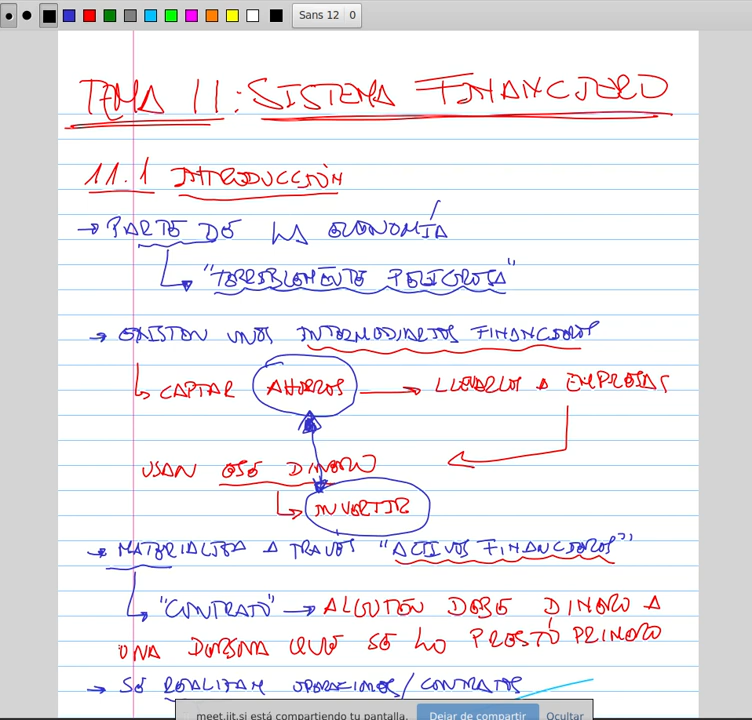 Sans 12 0
TEMA 11: SISTEMA FINANCIERO
11.1 INTRODUCCIÓN
→ PARTE DE LA ECONOMÍA
"TERRIBLEMENTE PELIGROSA"
→ EXISTEN UNOS INTERMEDIARIOS FINANCIEROS
CAPTAR AHORROS → LLEVARLOS A EMPRESAS
USAN ESE DINERO
INVERTIR
→ MATERIALIZA A TRAVÉS "ACTIVOS FINANCIEROS"
"CONTRATO" → ALGUIEN DEBE DINERO A
UNA PERSONA QUE SE LO PRESTÓ PRIMERO
→ SE REALIZAN OPERACIONES/CONTRATOS
meet.jit.si está compartiendo tu pantalla. Dejar de compartir Ocultar